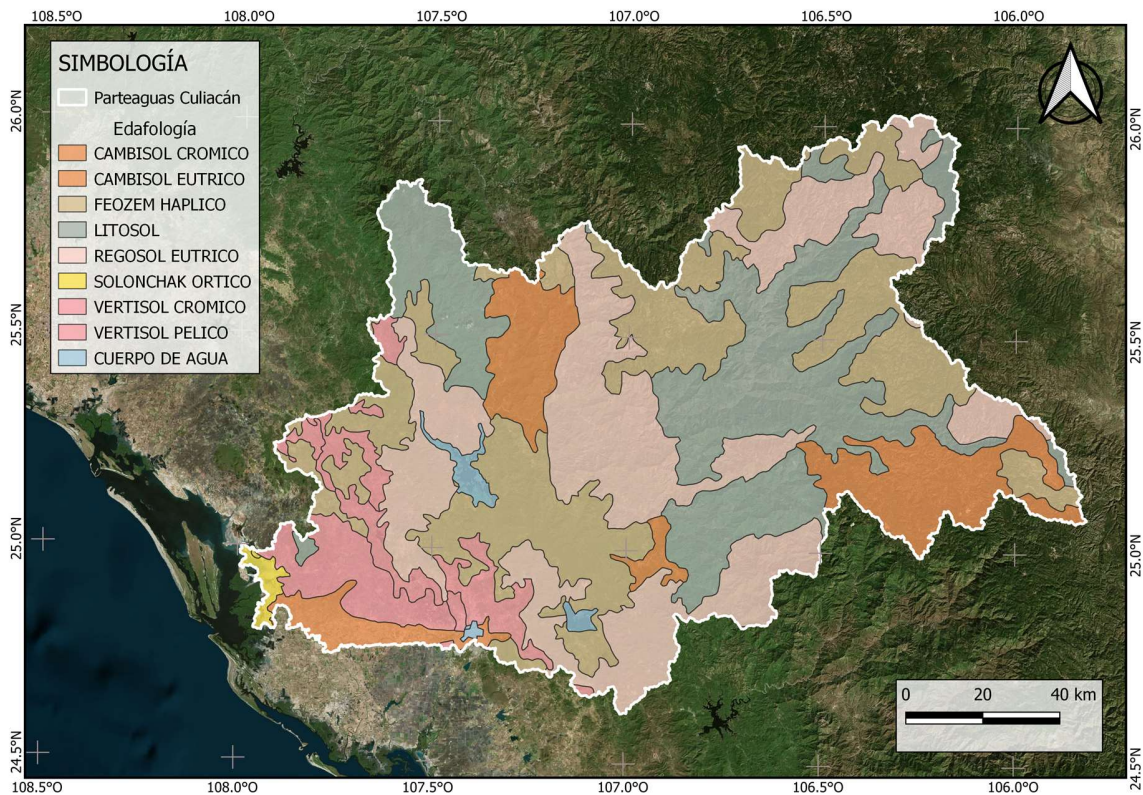 108.5°O 108.0°O 107.5°O 107.0°O 106.5°O 106.0°O
SIMBOLOGÍA
Parteaguas Culiacán
Edafología
CAMBISOL CROMICO
CAMBISOL EUTRICO
FEOZEM HAPLICO
LITOSOL
REGOSOL EUTRICO
SOLONCHAK ORTICO
VERTISOL CROMICO
VERTISOL PELICO
CUERPO DE AGUA
26.0°N 26.0°N
25.5°N 25.5°N
25.0°N 25.0°N
24.5°N 24.5°N
0 20 40 km
108.5°O 108.0°O 107.5°O 107.0°O 106.5°O 106.0°O